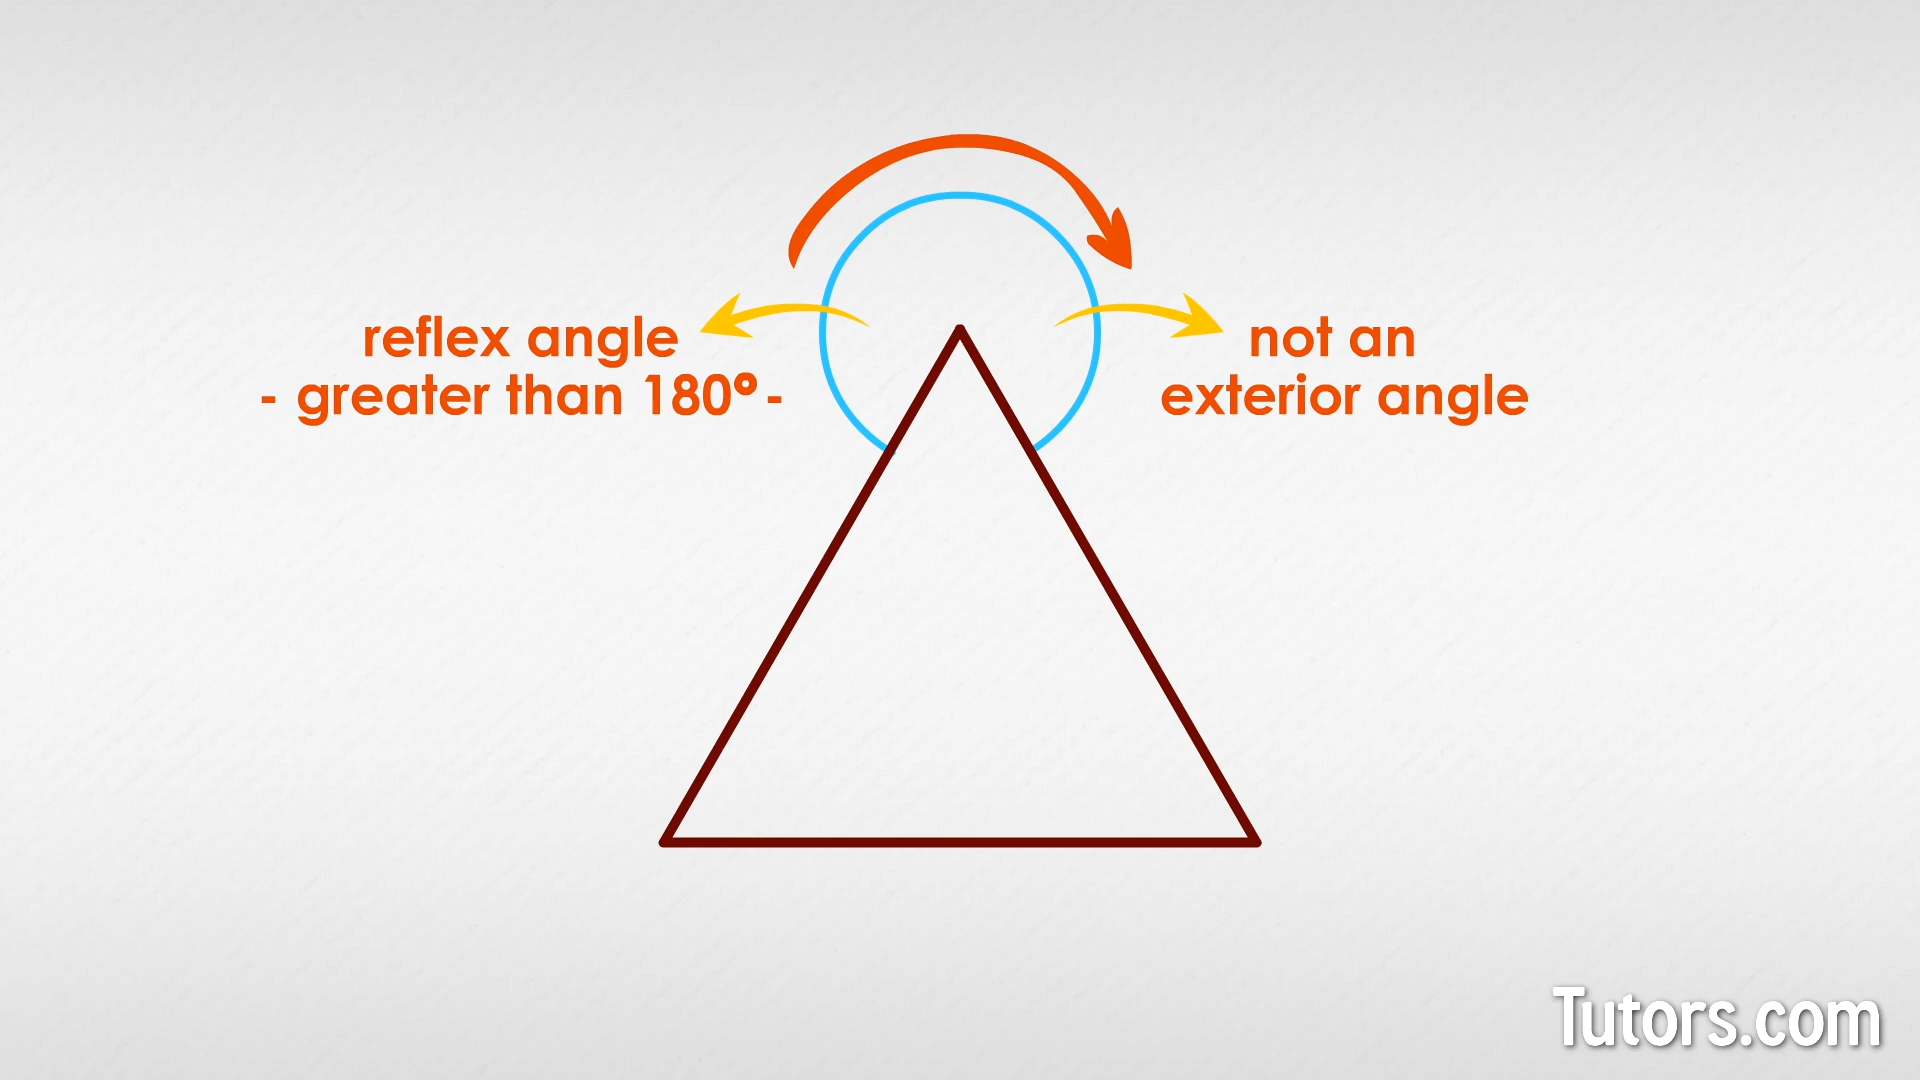 reflex angle
- greater than 180° -
not an
exterior angle
Tutors.com